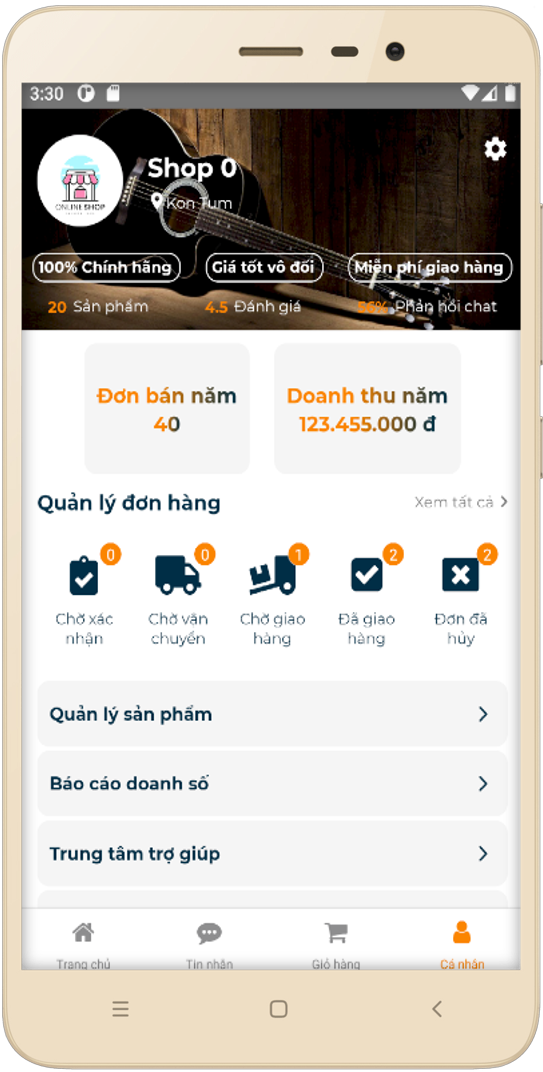 3:30
Shop 0
ONLINE SHOP
Kon Tum
100% Chính hãng
Giá tốt vô đối
Miễn phí giao hàng
20 Sản phẩm
4.5 Đánh giá
Phản hồi chat
Đơn bán năm
40
Doanh thu năm
123.455.000 đ
Quản lý đơn hàng
Xem tất cả
0
0
1
2
2
Chờ xác
nhận
Chờ vận
chuyển
Chờ giao
hàng
Đã giao
hàng
Đơn đã
hủy
Quản lý sản phẩm
Báo cáo doanh số
Trung tâm trợ giúp
Trang chủ
Tin nhắn
Giỏ hàng
Cá nhân